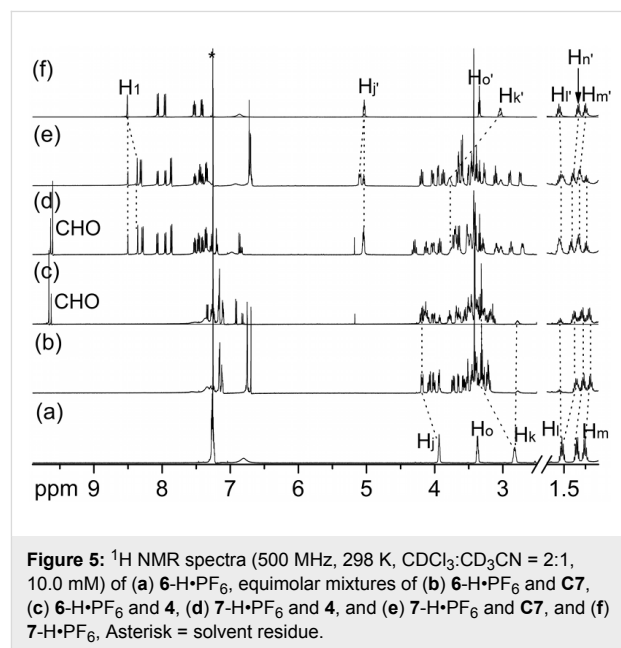 (f)
H₁
*
Hj'
Ho'
Hk'
Hn'
Hl' Hm'
(e)
(d)
CHO
(c)
CHO
(b)
(a)
Hj Ho Hk Hl Hm
ppm 9 8 7 6 5 4 3 1.5
Figure 5: ¹H NMR spectra (500 MHz, 298 K, CDCl₃:CD₃CN = 2:1,
10.0 mM) of (a) 6-H•PF₆, equimolar mixtures of (b) 6-H•PF₆ and C7,
(c) 6-H•PF₆ and 4, (d) 7-H•PF₆ and 4, and (e) 7-H•PF₆ and C7, and (f)
7-H•PF₆, Asterisk = solvent residue.